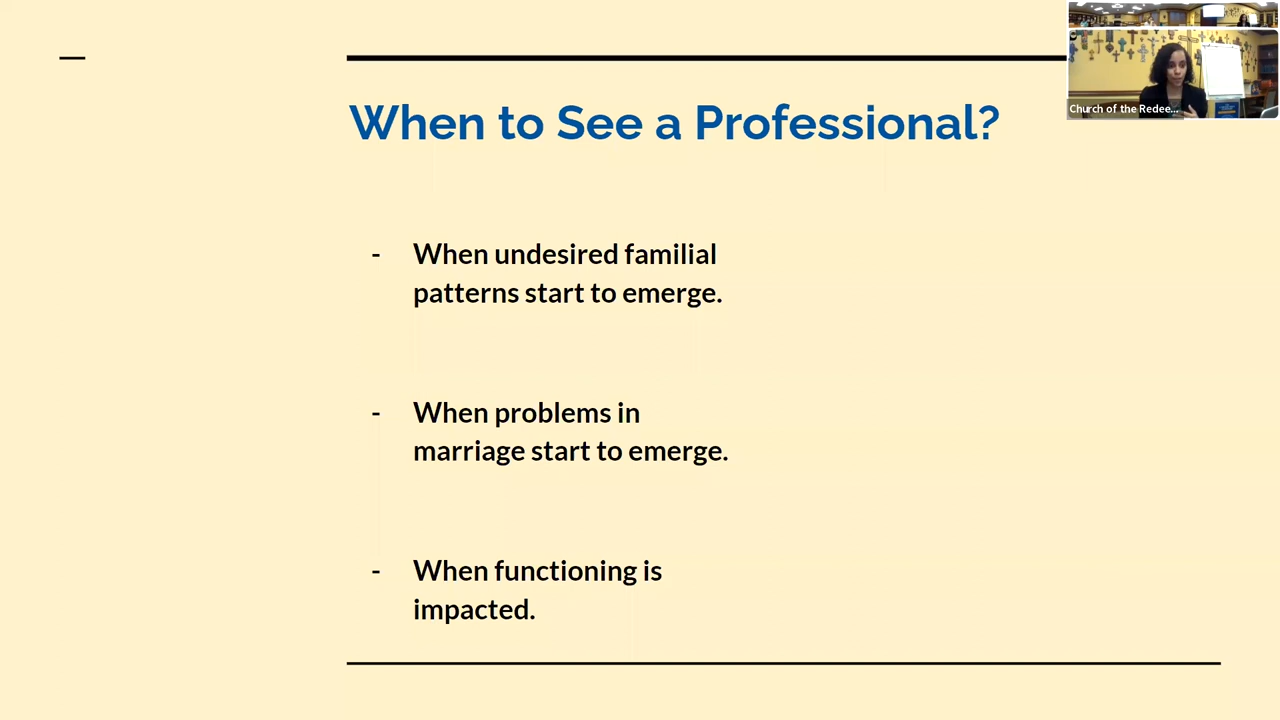 When to See a Professional?
Church of the Redee...
- When undesired familial
patterns start to emerge.
- When problems in
marriage start to emerge.
- When functioning is
impacted.